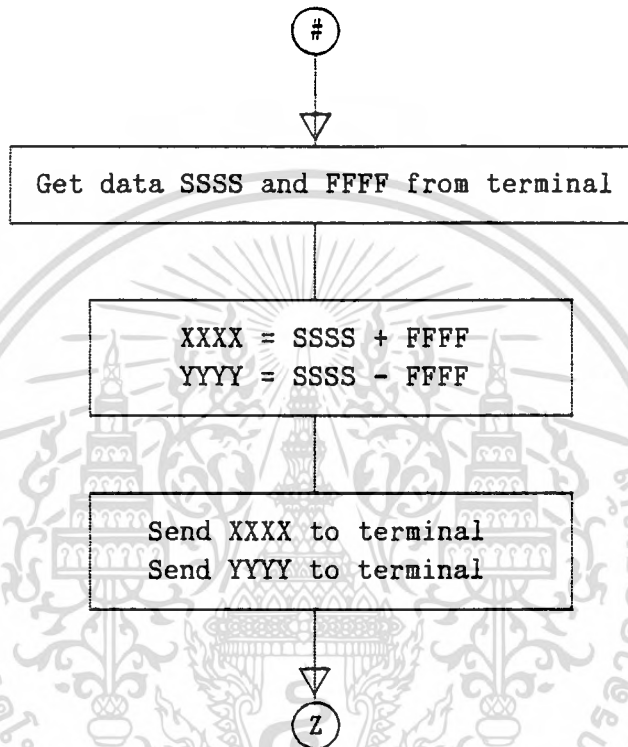 #
Get data SSSS and FFFF from terminal
XXXX = SSSS + FFFF
YYYY = SSSS - FFFF
Send XXXX to terminal
Send YYYY to terminal
Z